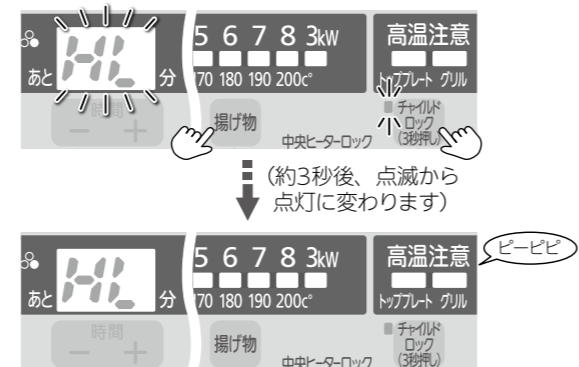 5 6 7 8 3kW 高温注意
あと HL 分 70 180 190 200c° トッププレート グリル
時間 揚げ物 チャイルド
− + 中央ヒーターロック ロック
(3秒押し)
(約3秒後、点滅から
点灯に変わります)
ピーピピ
5 6 7 8 3kW 高温注意
あと HL 分 70 180 190 200c° トッププレート グリル
時間 揚げ物 チャイルド
− + 中央ヒーターロック ロック
(3秒押し)